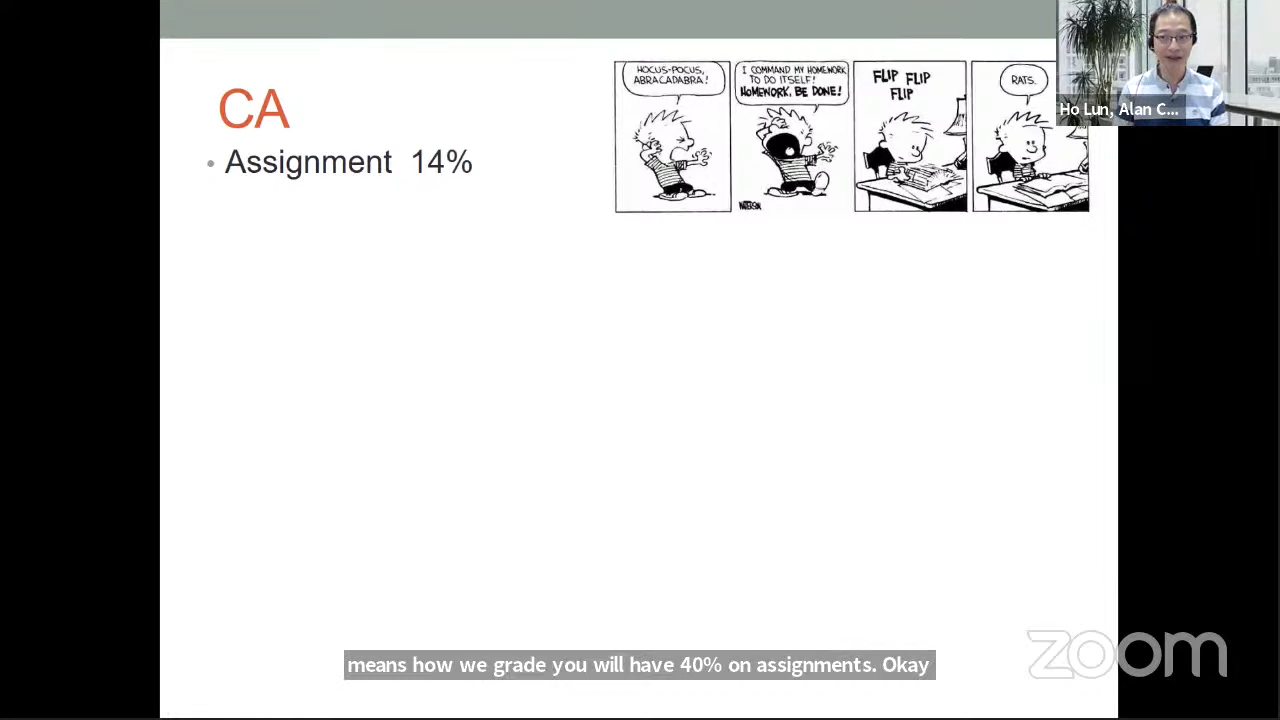 CA
• Assignment 14%
HOCUS-POCUS,
ABRACADABRA!
I COMMAND MY HOMEWORK
TO DO ITSELF!
HOMEWORK, BE DONE!
FLIP FLIP
FLIP
RATS.
WATERSON
Ho Lun, Alan C...
means how we grade you will have 40% on assignments. Okay
zoom